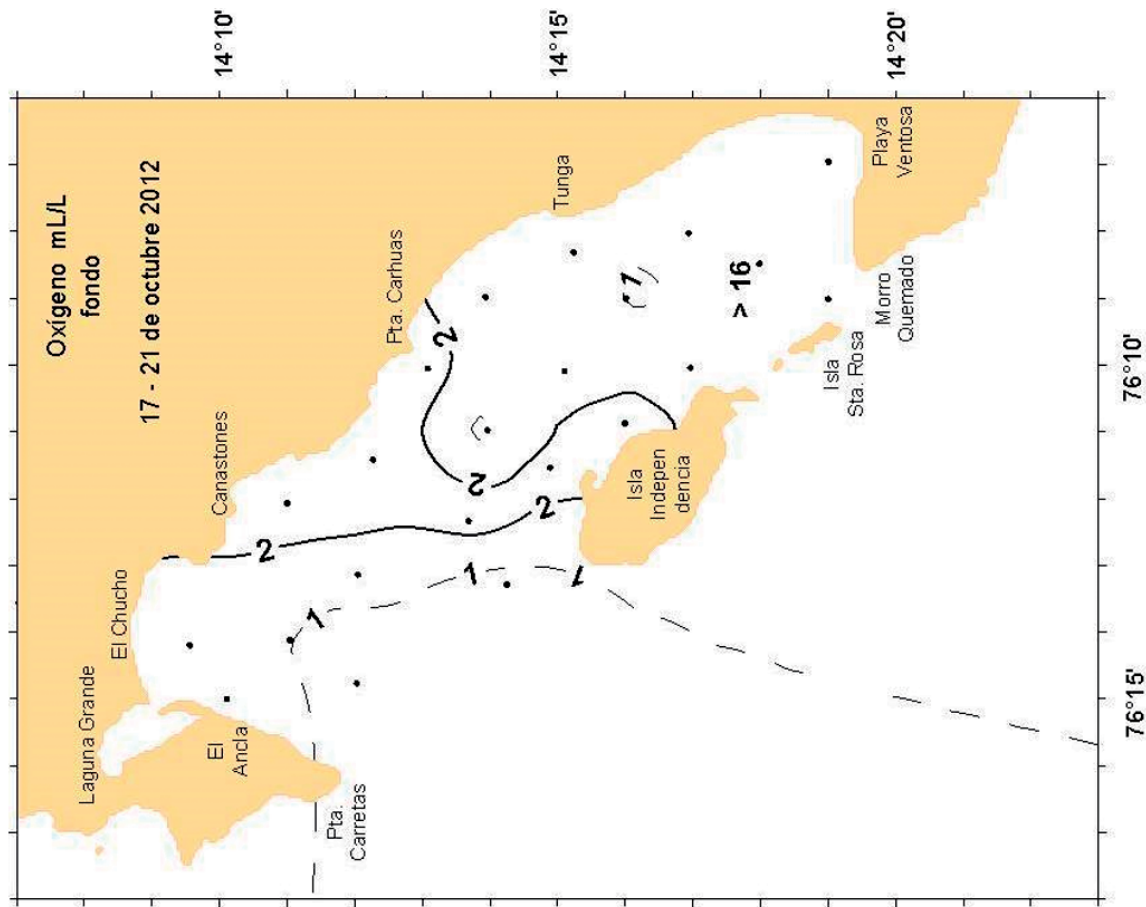 Oxígeno mL/L
fondo
17 - 21 de octubre 2012
14°10'
14°15'
14°20'
Laguna Grande
El Chucho
Canastones
Pta. Carhuas
Tunga
Playa
Ventosa
El
Ancla
Pta.
Carretas
Isla
Indepen
dencia
Isla
Sta. Rosa
Morro
Quemado
2
2
2
2
1
1
1
1
> 16
76°10'
76°15'